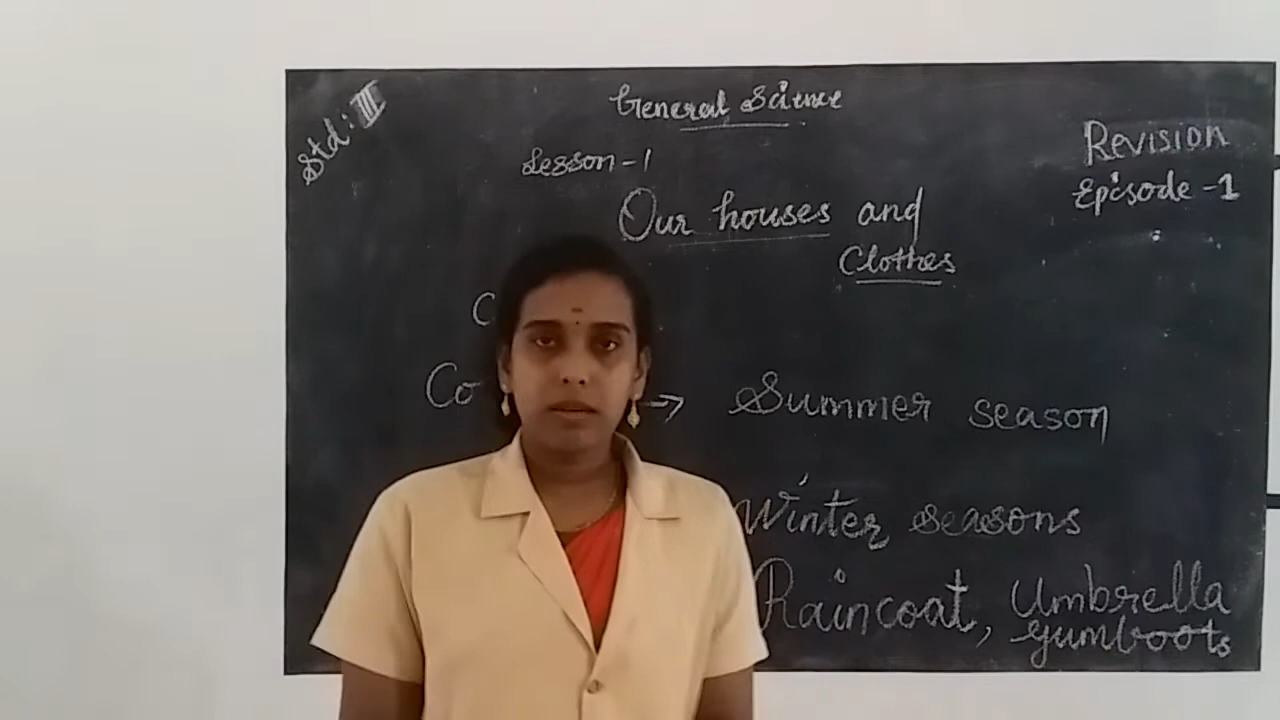 Std: III
General Science
Revision
Lesson - 1
Episode - 1
Our houses and
Clothes
C
Co → Summer season
Winter seasons
Raincoat, Umbrella
gumboots